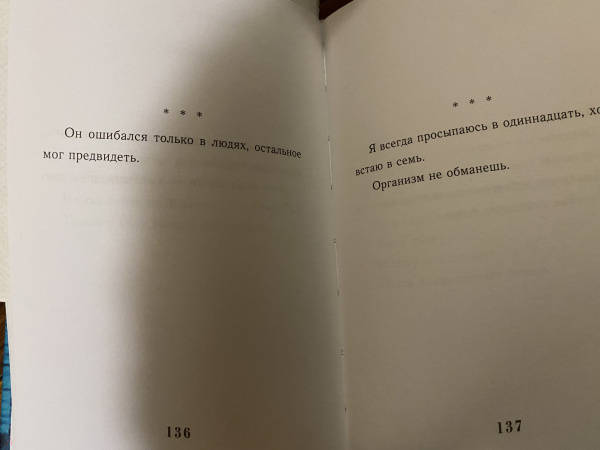 * * *
Он ошибался только в людях, остальное
мог предвидеть.
136
* * *
Я всегда просыпаюсь в одиннадцать,
встаю в семь.
Организм не обманешь.
137